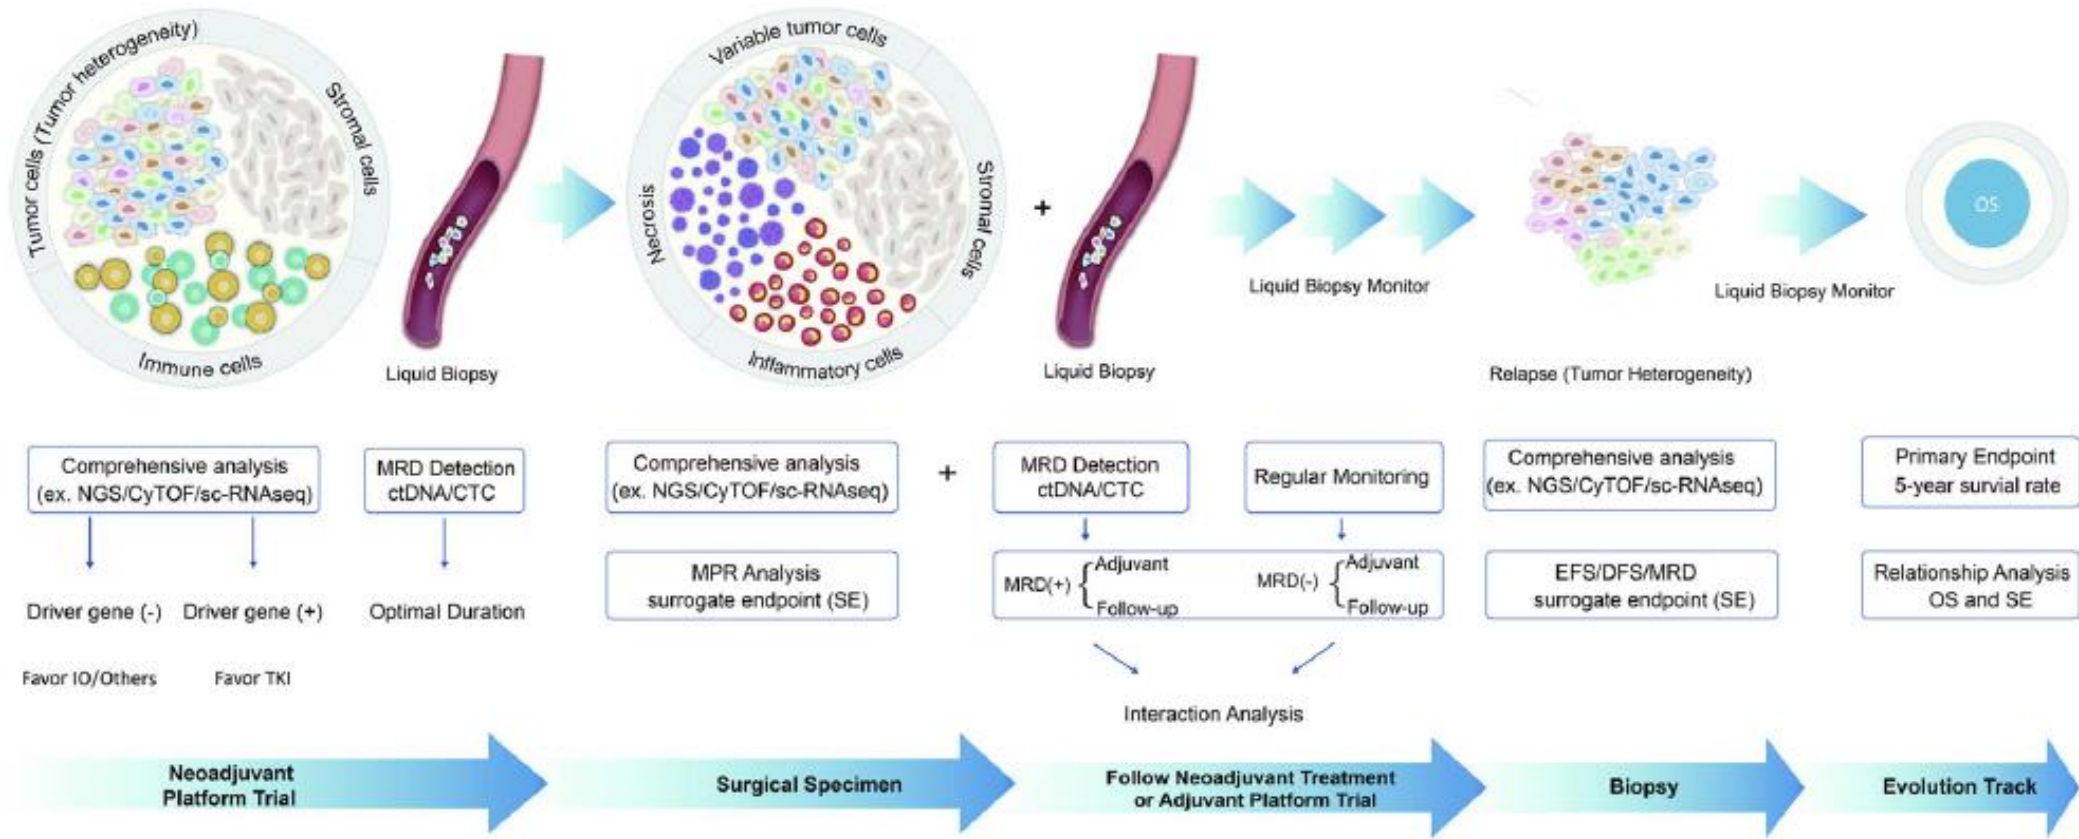 Tumor cells (Tumor heterogeneity)
Stromal cells
Immune cells
Liquid Biopsy
Variable tumor cells
Necrosis
Stromal cells
Inflammatory cells
+
Liquid Biopsy
Liquid Biopsy Monitor
Relapse (Tumor Heterogeneity)
Liquid Biopsy Monitor
OS
Comprehensive analysis
(ex. NGS/CyTOF/sc-RNAseq)
Driver gene (-)
Driver gene (+)
Favor IO/Others
Favor TKI
MRD Detection
ctDNA/CTC
Optimal Duration
Comprehensive analysis
(ex. NGS/CyTOF/sc-RNAseq)
MPR Analysis
surrogate endpoint (SE)
+
MRD Detection
ctDNA/CTC
Regular Monitoring
MRD(+) {
Adjuvant
Follow-up
MRD(-) {
Adjuvant
Follow-up
Interaction Analysis
Comprehensive analysis
(ex. NGS/CyTOF/sc-RNAseq)
EFS/DFS/MRD
surrogate endpoint (SE)
Primary Endpoint
5-year survial rate
Relationship Analysis
OS and SE
Neoadjuvant
Platform Trial
Surgical Specimen
Follow Neoadjuvant Treatment
or Adjuvant Platform Trial
Biopsy
Evolution Track